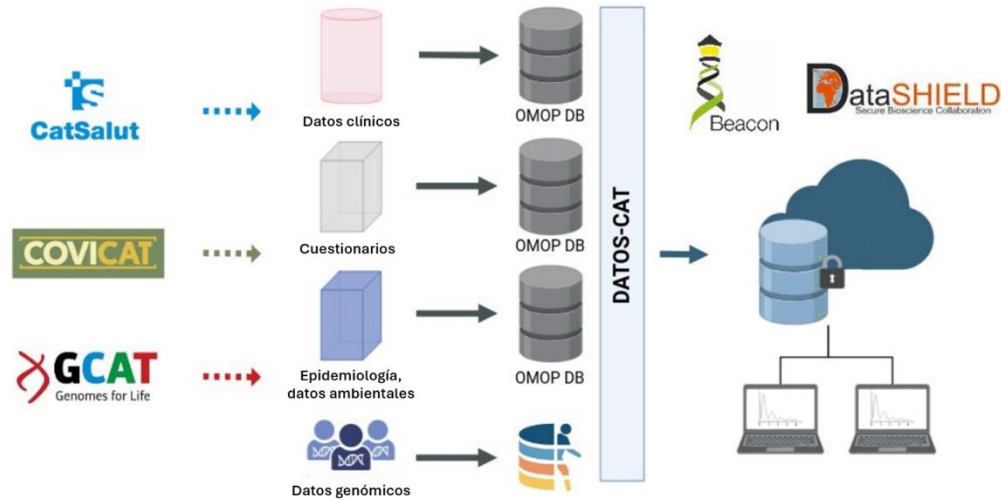 CatSalut
COVICAT
GCAT
Genomes for Life
Datos clínicos
Cuestionarios
Epidemiología,
datos ambientales
Datos genómicos
OMOP DB
OMOP DB
OMOP DB
DATOS-CAT
Beacon
DataSHIELD
Secure Bioscience Collaboration